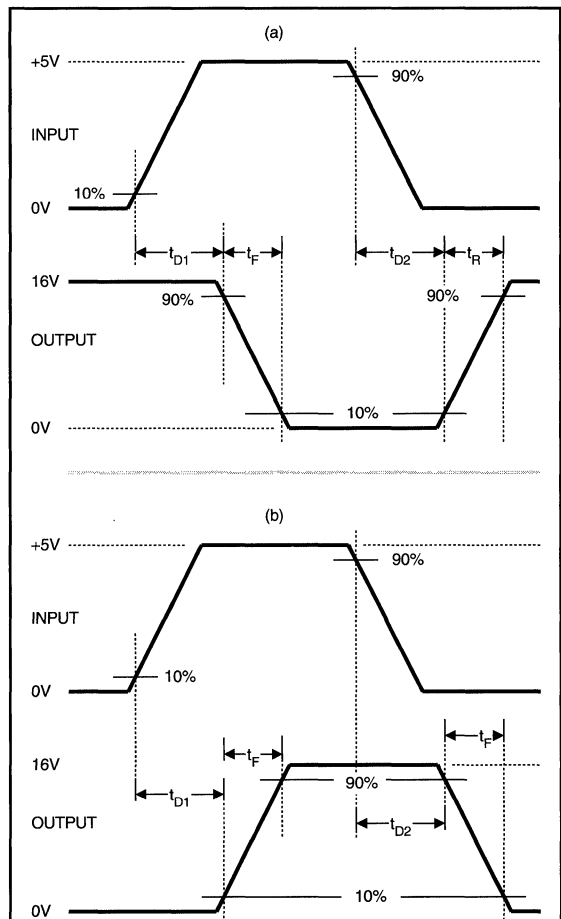 (a)
+5V
90%
INPUT
10%
0V
tD1 tF tD2 tR
16V
90% 90%
OUTPUT
10%
0V
(b)
+5V
90%
INPUT
10%
0V
tF tF
16V
90%
tD1 tD2
OUTPUT
10%
0V